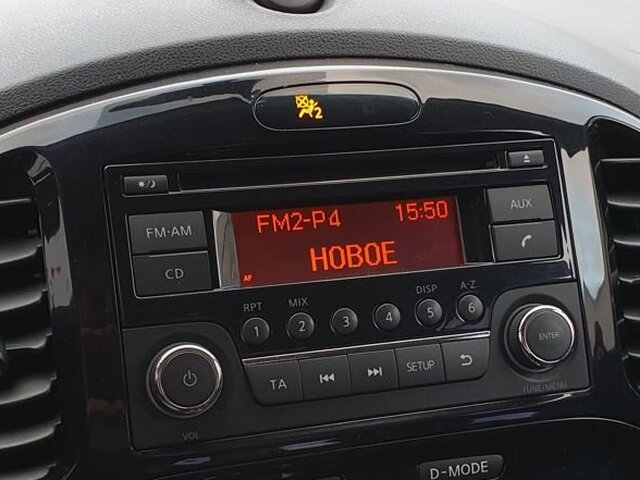 2
FM2-P4 15:50
НОВОЕ
AF
FM·AM
CD
AUX
RPT MIX DISP A-Z
1 2 3 4 5 6
TA SETUP
ENTER
VOL
TUNE/MENU
D-MODE